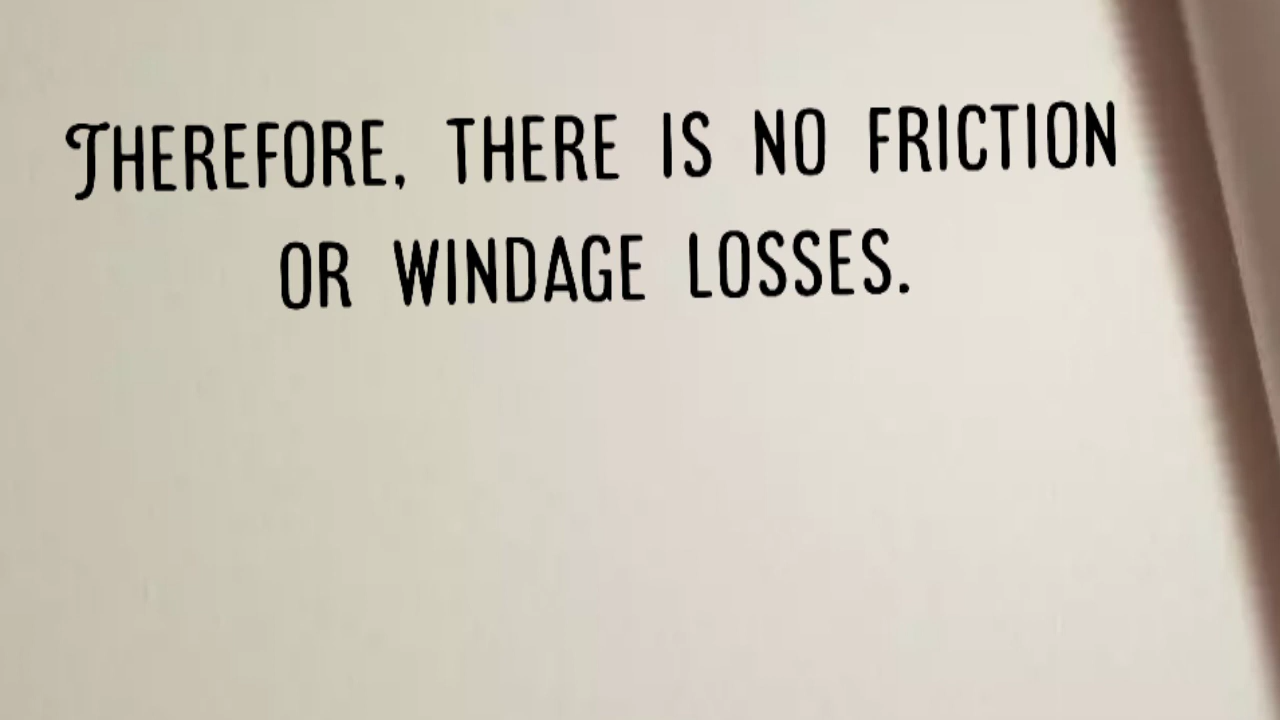 Therefore, there is no friction
or windage losses.